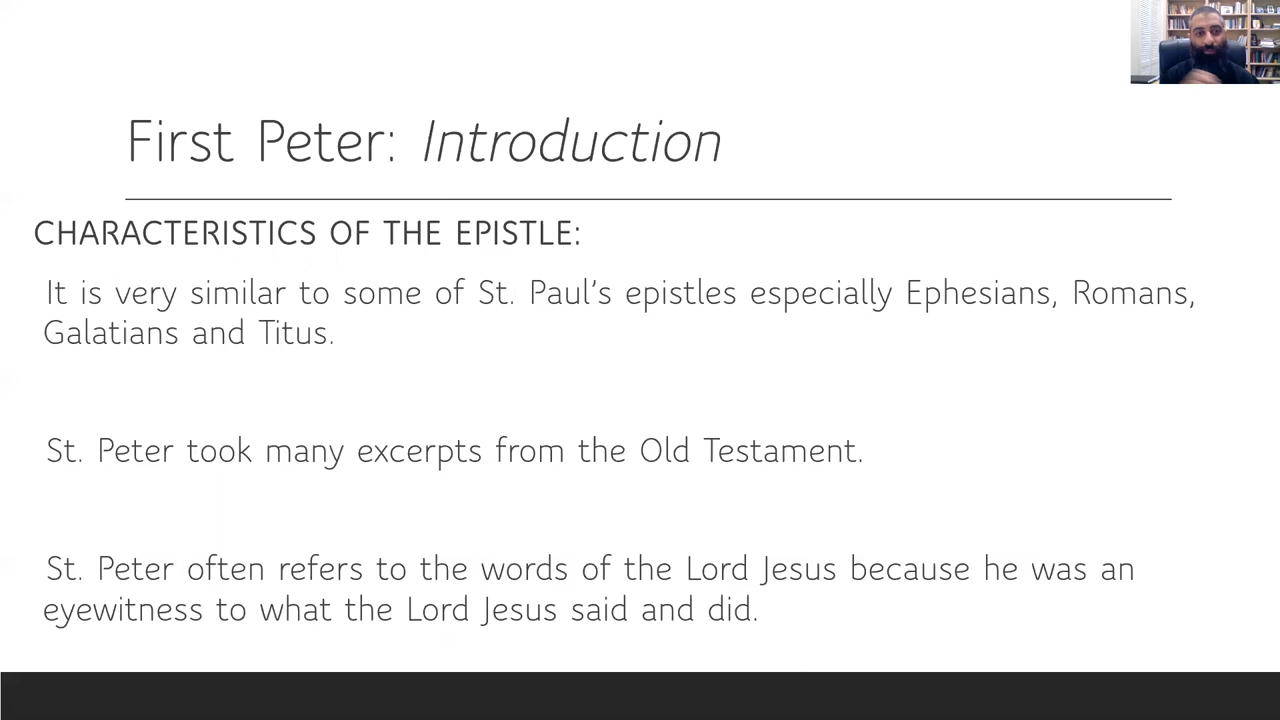 First Peter: Introduction
CHARACTERISTICS OF THE EPISTLE:
It is very similar to some of St. Paul’s epistles especially Ephesians, Romans,
Galatians and Titus.
St. Peter took many excerpts from the Old Testament.
St. Peter often refers to the words of the Lord Jesus because he was an
eyewitness to what the Lord Jesus said and did.